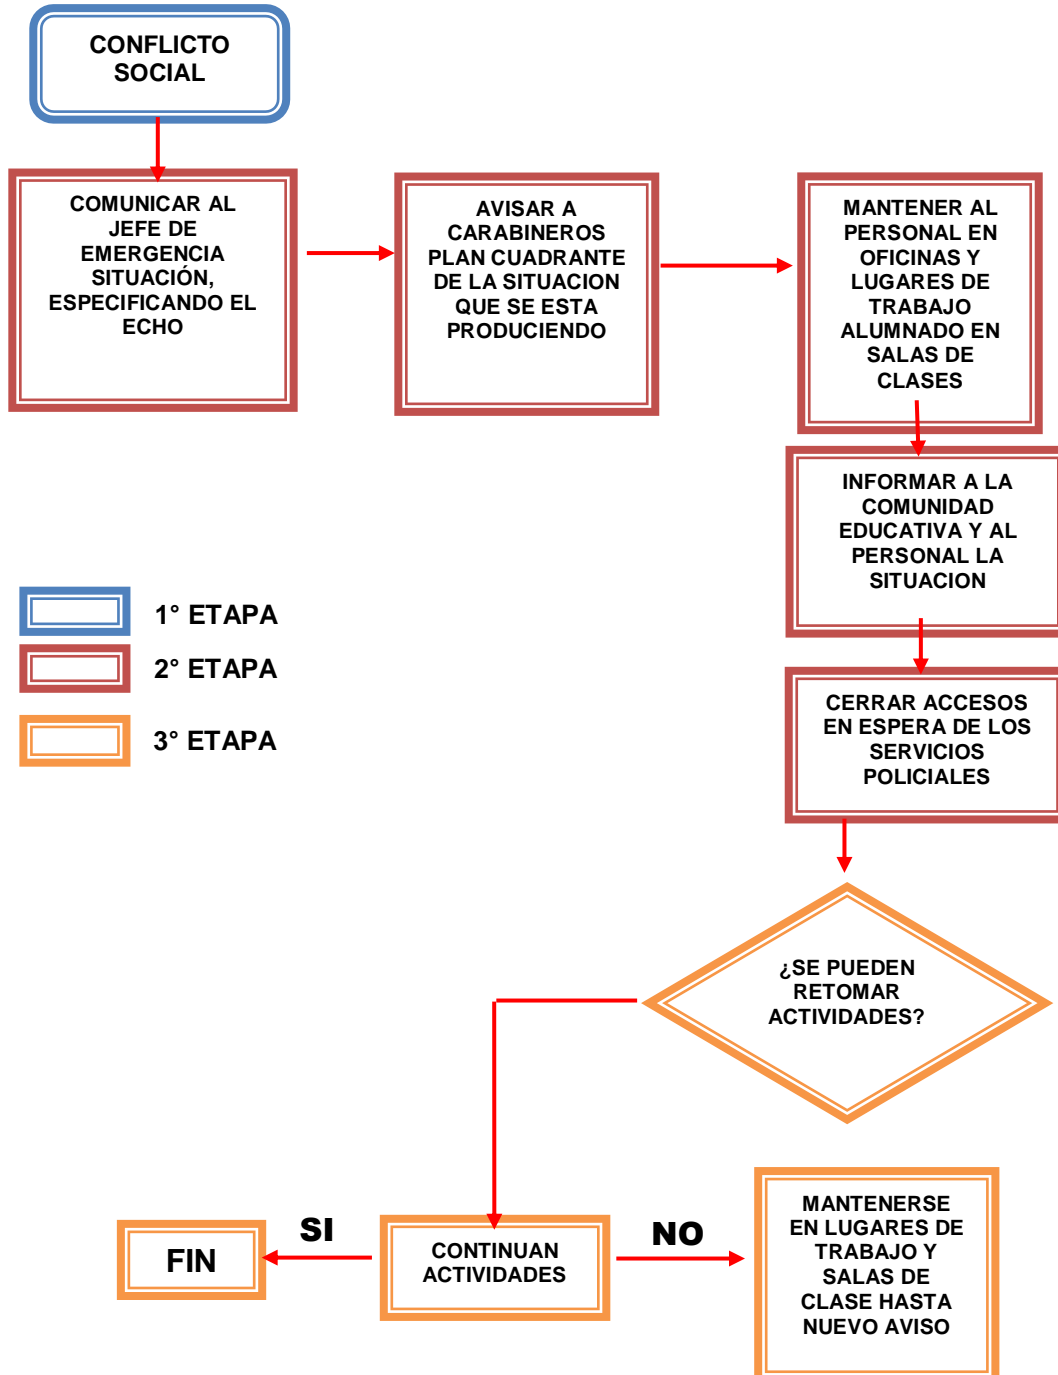 CONFLICTO
SOCIAL
COMUNICAR AL
JEFE DE
EMERGENCIA
SITUACIÓN,
ESPECIFICANDO EL
ECHO
AVISAR A
CARABINEROS
PLAN CUADRANTE
DE LA SITUACION
QUE SE ESTA
PRODUCIENDO
MANTENER AL
PERSONAL EN
OFICINAS Y
LUGARES DE
TRABAJO
ALUMNADO EN
SALAS DE
CLASES
INFORMAR A LA
COMUNIDAD
EDUCATIVA Y AL
PERSONAL LA
SITUACION
1° ETAPA
2° ETAPA
3° ETAPA
CERRAR ACCESOS
EN ESPERA DE LOS
SERVICIOS
POLICIALES
¿SE PUEDEN
RETOMAR
ACTIVIDADES?
FIN
SI
CONTINUAN
ACTIVIDADES
NO
MANTENERSE
EN LUGARES DE
TRABAJO Y
SALAS DE
CLASE HASTA
NUEVO AVISO